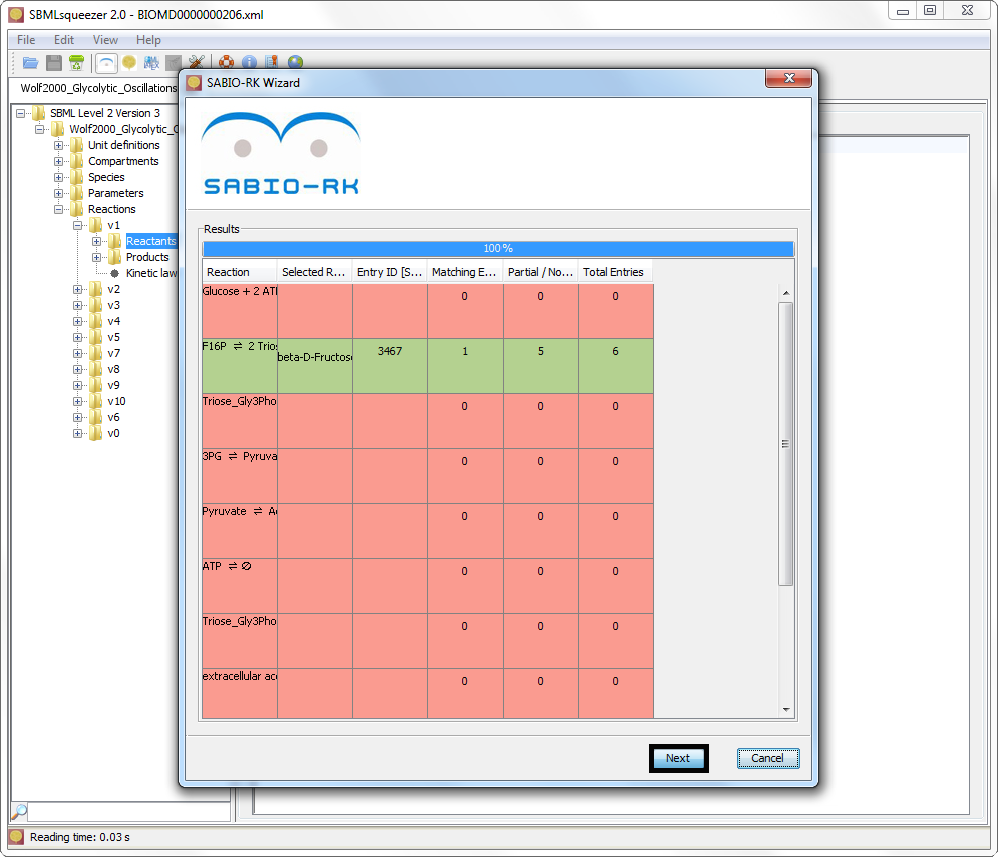 SBMLsqueezer 2.0 - BIOMD0000000206.xml
File Edit View Help
Wolf2000_Glycolytic_Oscillations
SBML Level 2 Version 3
Wolf2000_Glycolytic_O
Unit definitions
Compartments
Species
Parameters
Reactions
v1
Reactants
Products
Kinetic law
v2
v3
v4
v5
v7
v8
v9
v10
v6
v0
SABIO-RK Wizard
SABIO-RK
Results
100 %
Reaction Selected R... Entry ID [S... Matching E... Partial / No... Total Entries
Glucose + 2 ATI 0 0 0
F16P ⇌ 2 Trios beta-D-Fructose 3467 1 5 6
Triose_Gly3Pho 0 0 0
3PG ⇌ Pyruva 0 0 0
Pyruvate ⇌ Ac 0 0 0
ATP ⇌ ∅ 0 0 0
Triose_Gly3Pho 0 0 0
extracellular ace 0 0 0
Next Cancel
Reading time: 0.03 s